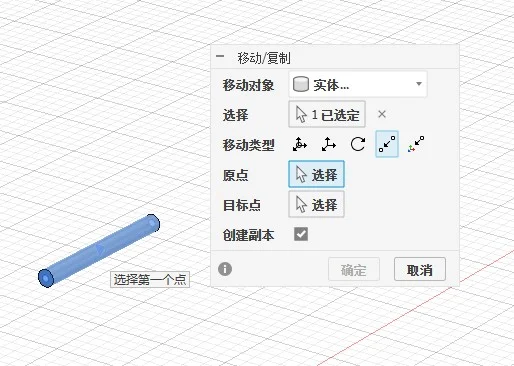 移动/复制
移动对象 实体...
选择 1 已选定
移动类型
原点 选择
目标点 选择
创建副本
确定 取消
选择第一个点